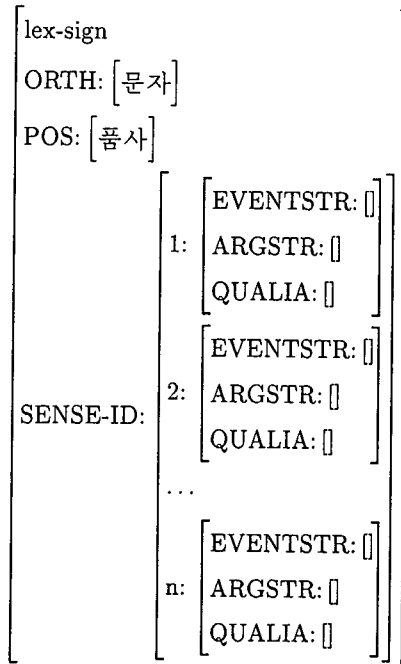 lex-sign
ORTH: [문자]
POS: [품사]
EVENTSTR: []
1: ARGSTR: []
QUALIA: []
EVENTSTR: []
SENSE-ID: 2: ARGSTR: []
QUALIA: []
...
EVENTSTR: []
n: ARGSTR: []
QUALIA: []